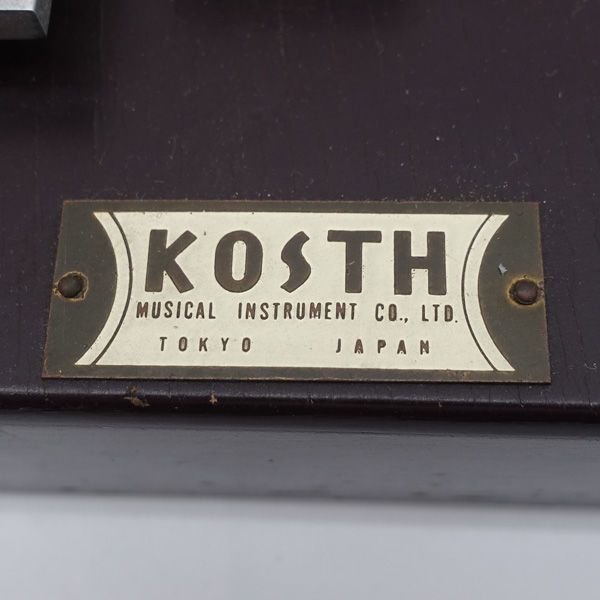 KOSTH
MUSICAL INSTRUMENT CO., LTD.
TOKYO JAPAN